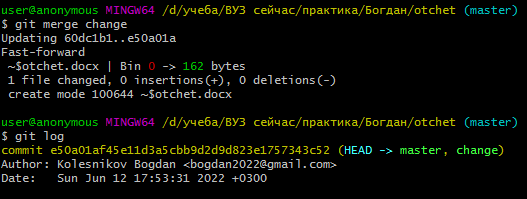 user@anonymous MINGW64 /d/учеба/ВУЗ сейчас/практика/Богдан/otchet (master)
$ git merge change
Updating 60dc1b1..e50a01a
Fast-forward
 ~$otchet.docx | Bin 0 -> 162 bytes
 1 file changed, 0 insertions(+), 0 deletions(-)
 create mode 100644 ~$otchet.docx
user@anonymous MINGW64 /d/учеба/ВУЗ сейчас/практика/Богдан/otchet (master)
$ git log
commit e50a01af45e11d3a5cbb9d2d9d823e1757343c52 (HEAD -> master, change)
Author: Kolesnikov Bogdan <bogdan2022@gmail.com>
Date:   Sun Jun 12 17:53:31 2022 +0300